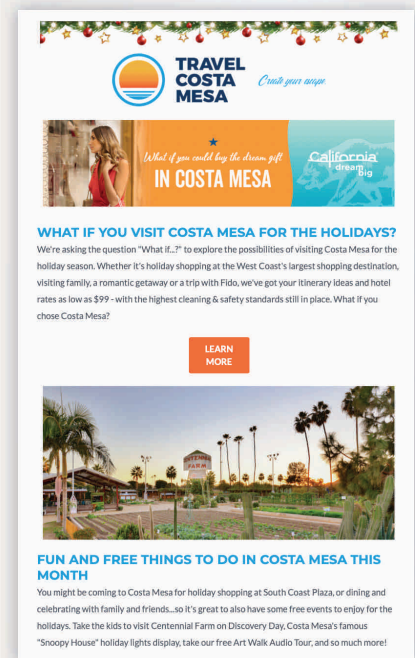 TRAVEL
COSTA
MESA
Create your escape.
What if you could buy the dream gift
IN COSTA MESA
California
dream
big
WHAT IF YOU VISIT COSTA MESA FOR THE HOLIDAYS?
We're asking the question "What if...?" to explore the possibilities of visiting Costa Mesa for the
holiday season. Whether it's holiday shopping at the West Coast's largest shopping destination,
visiting family, a romantic getaway or a trip with Fido, we've got your itinerary ideas and hotel
rates as low as $99 - with the highest cleaning & safety standards still in place. What if you
chose Costa Mesa?
LEARN
MORE
CENTENNIAL
FARM
FUN AND FREE THINGS TO DO IN COSTA MESA THIS
MONTH
You might be coming to Costa Mesa for holiday shopping at South Coast Plaza, or dining and
celebrating with family and friends...so it's great to also have some free events to enjoy for the
holidays. Take the kids to visit Centennial Farm on Discovery Day, Costa Mesa's famous
"Snoopy House" holiday lights display, take our free Art Walk Audio Tour, and so much more!